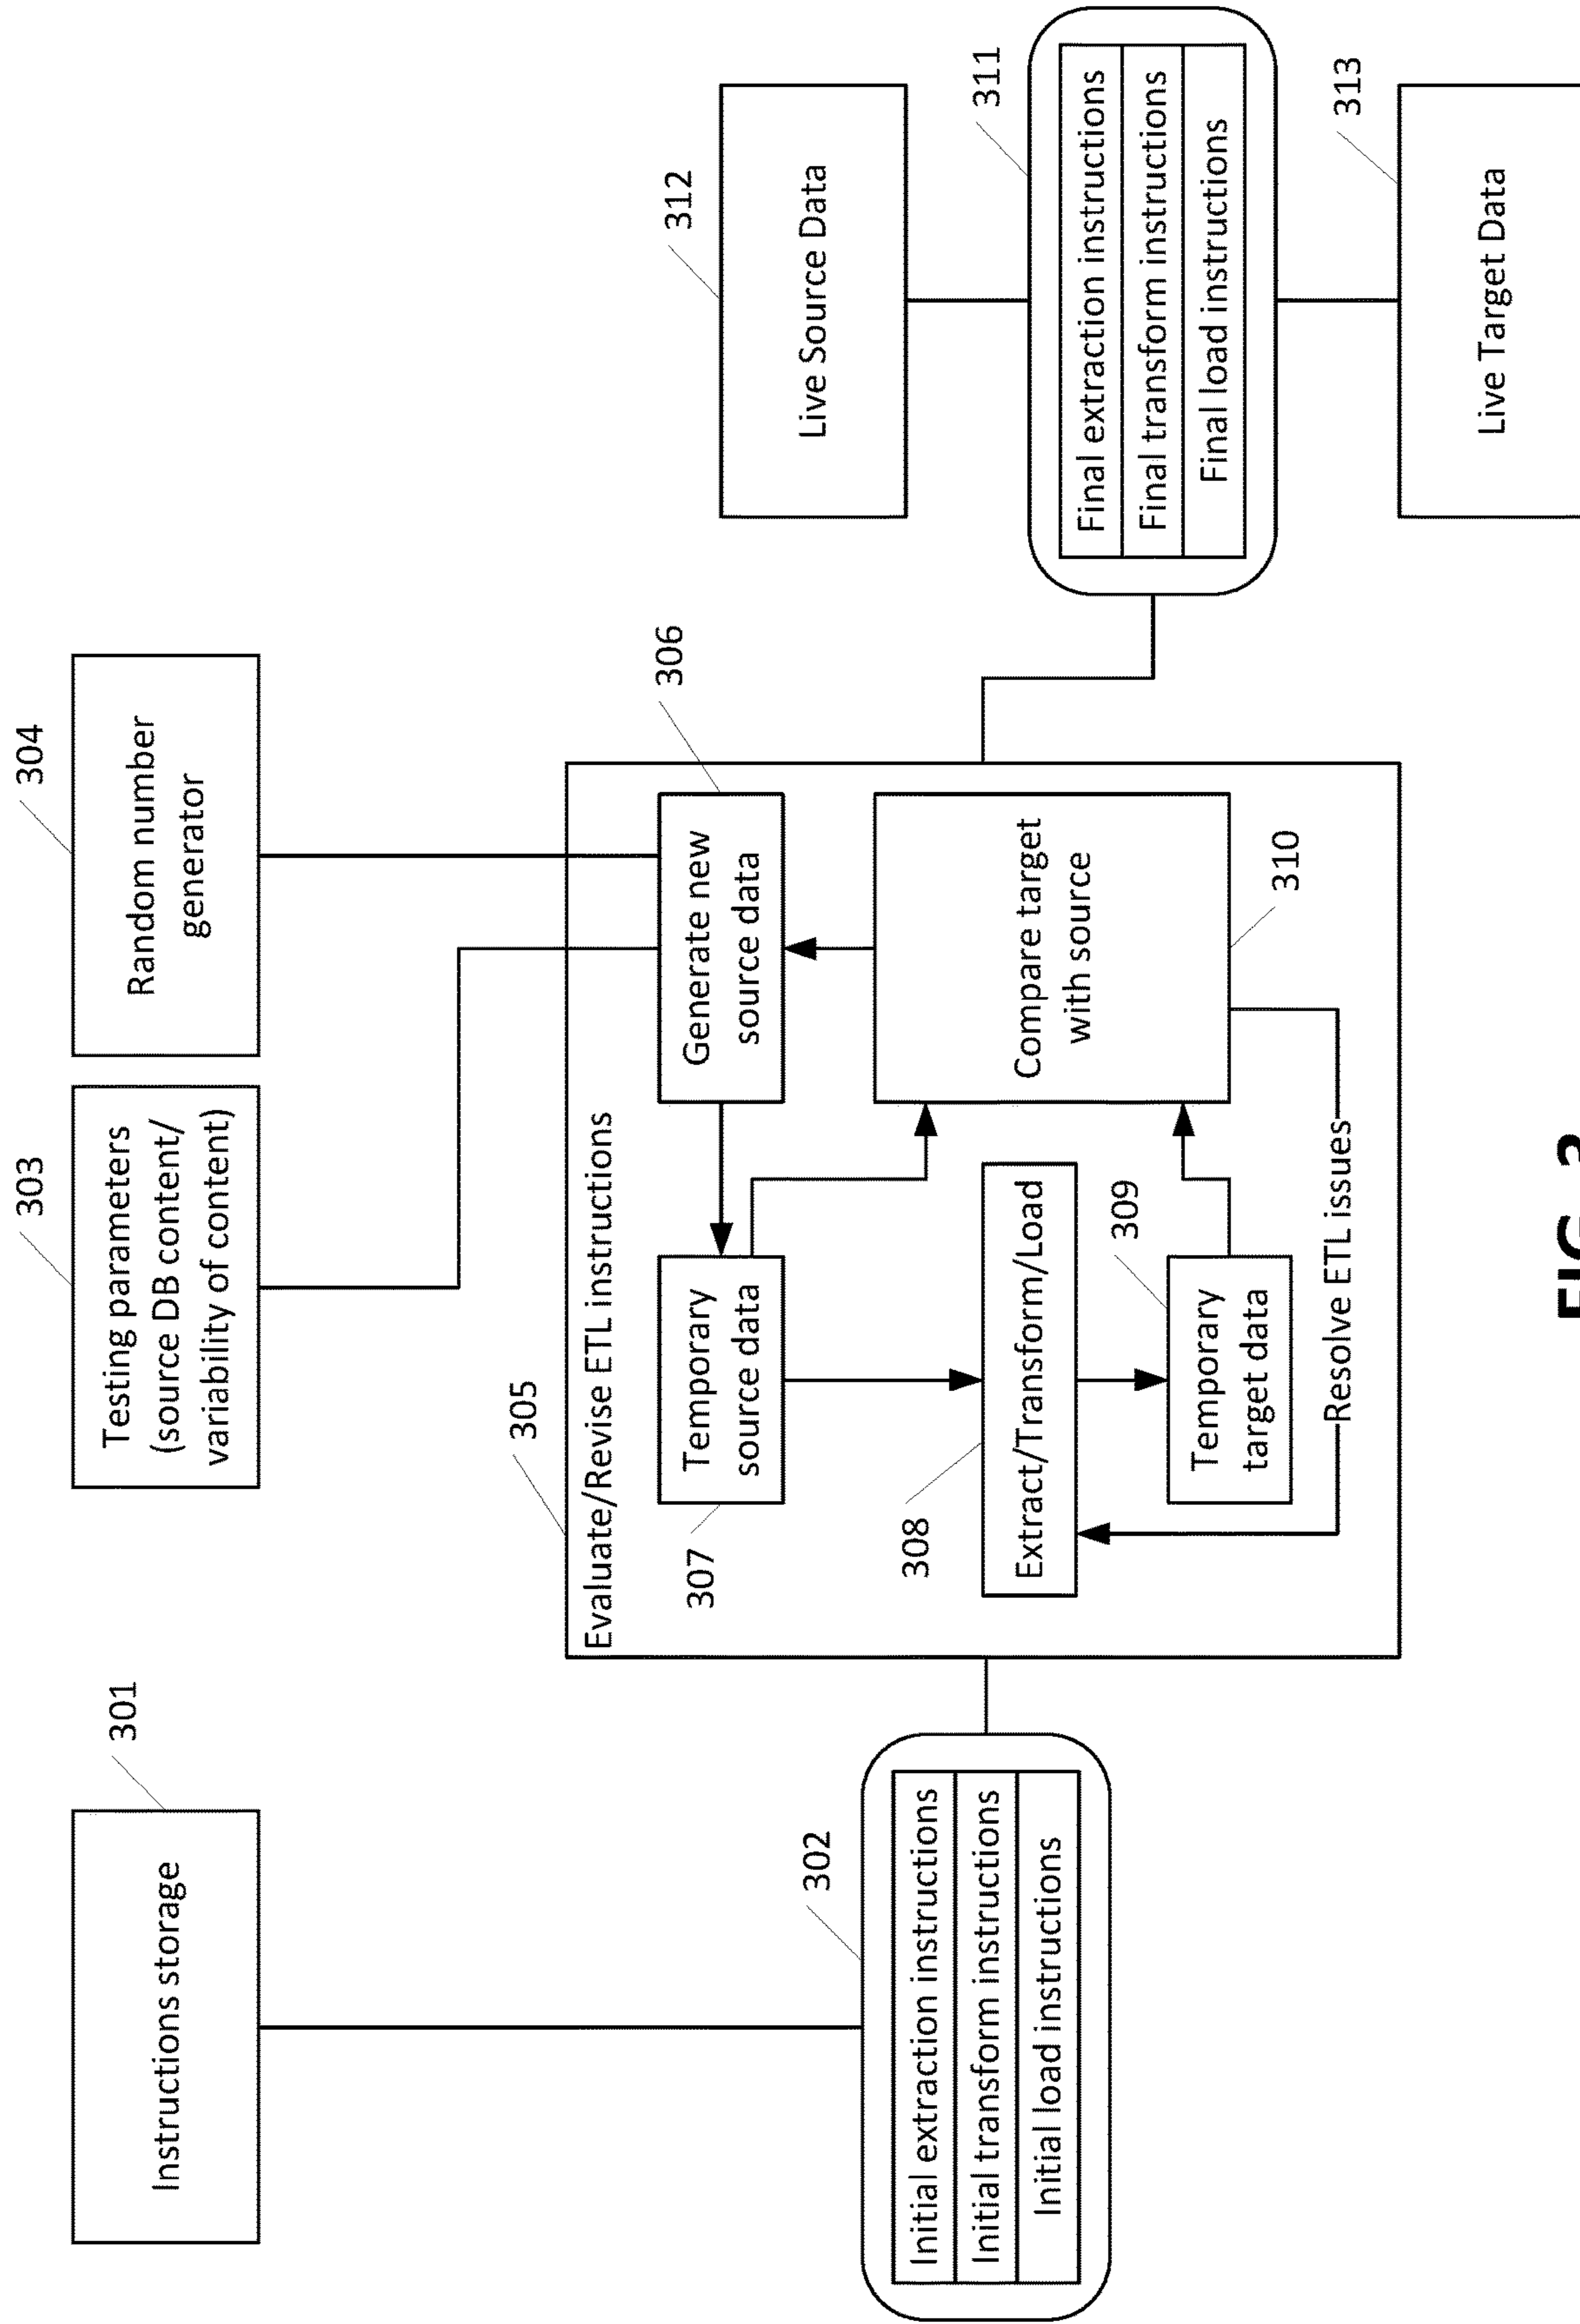 301
Instructions storage
302
Initial extraction instructions
Initial transform instructions
Initial load instructions
303
Testing parameters
(source DB content/
variability of content)
304
Random number
generator
305
Evaluate/Revise ETL instructions
306
Generate new
source data
307
Temporary
source data
308
Extract/Transform/Load
309
Temporary
target data
310
Compare target
with source
Resolve ETL issues
311
Final extraction instructions
Final transform instructions
Final load instructions
312
Live Source Data
313
Live Target Data
FIG. 3